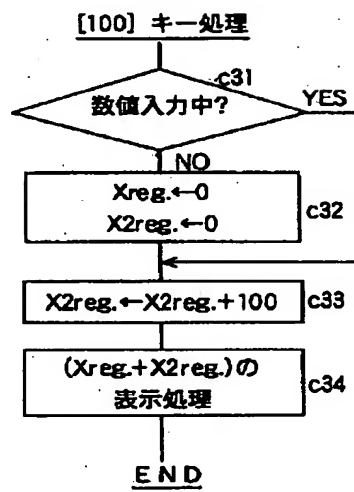 [100] キー処理
c31
数値入力中?
YES
NO
Xreg.←0
X2reg.←0
c32
X2reg.←X2reg.+100
c33
(Xreg.+X2reg.)の
表示処理
c34
END